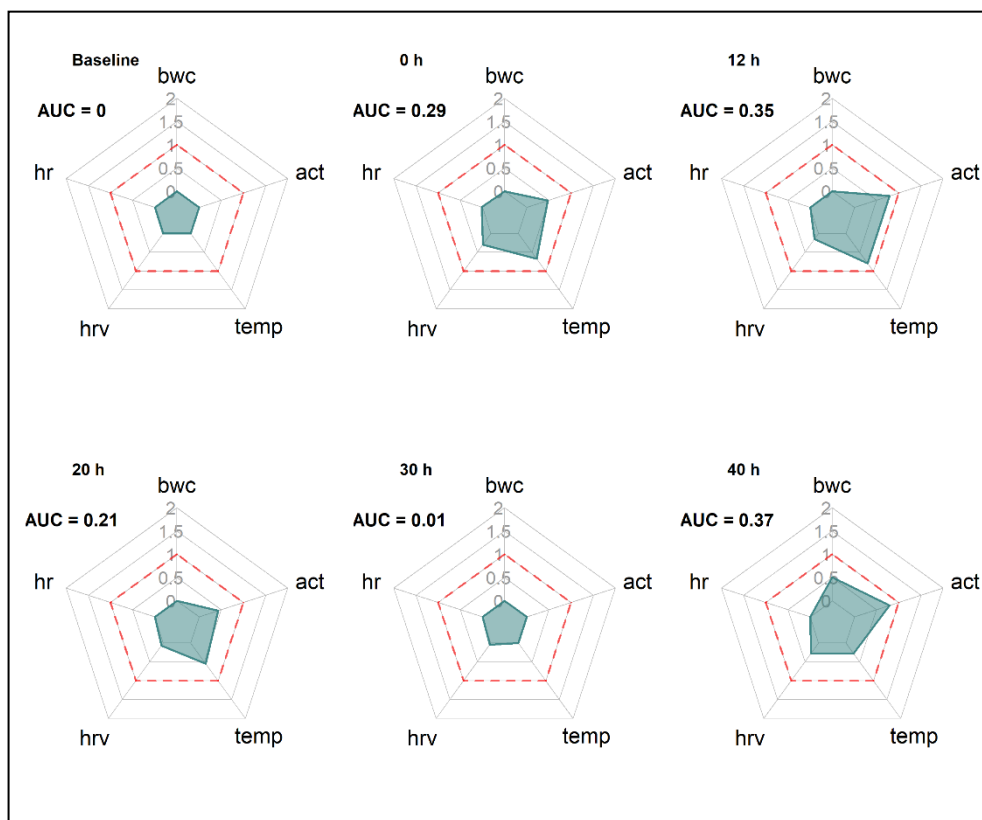 Baseline
AUC = 0
bwc
2
1.5
1
0.5
0
act
temp
hrv
hr
0 h
AUC = 0.29
bwc
2
1.5
1
0.5
0
act
temp
hrv
hr
12 h
AUC = 0.35
bwc
2
1.5
1
0.5
0
act
temp
hrv
hr
20 h
AUC = 0.21
bwc
2
1.5
1
0.5
0
act
temp
hrv
hr
30 h
AUC = 0.01
bwc
2
1.5
1
0.5
0
act
temp
hrv
hr
40 h
AUC = 0.37
bwc
2
1.5
1
0.5
0
act
temp
hrv
hr